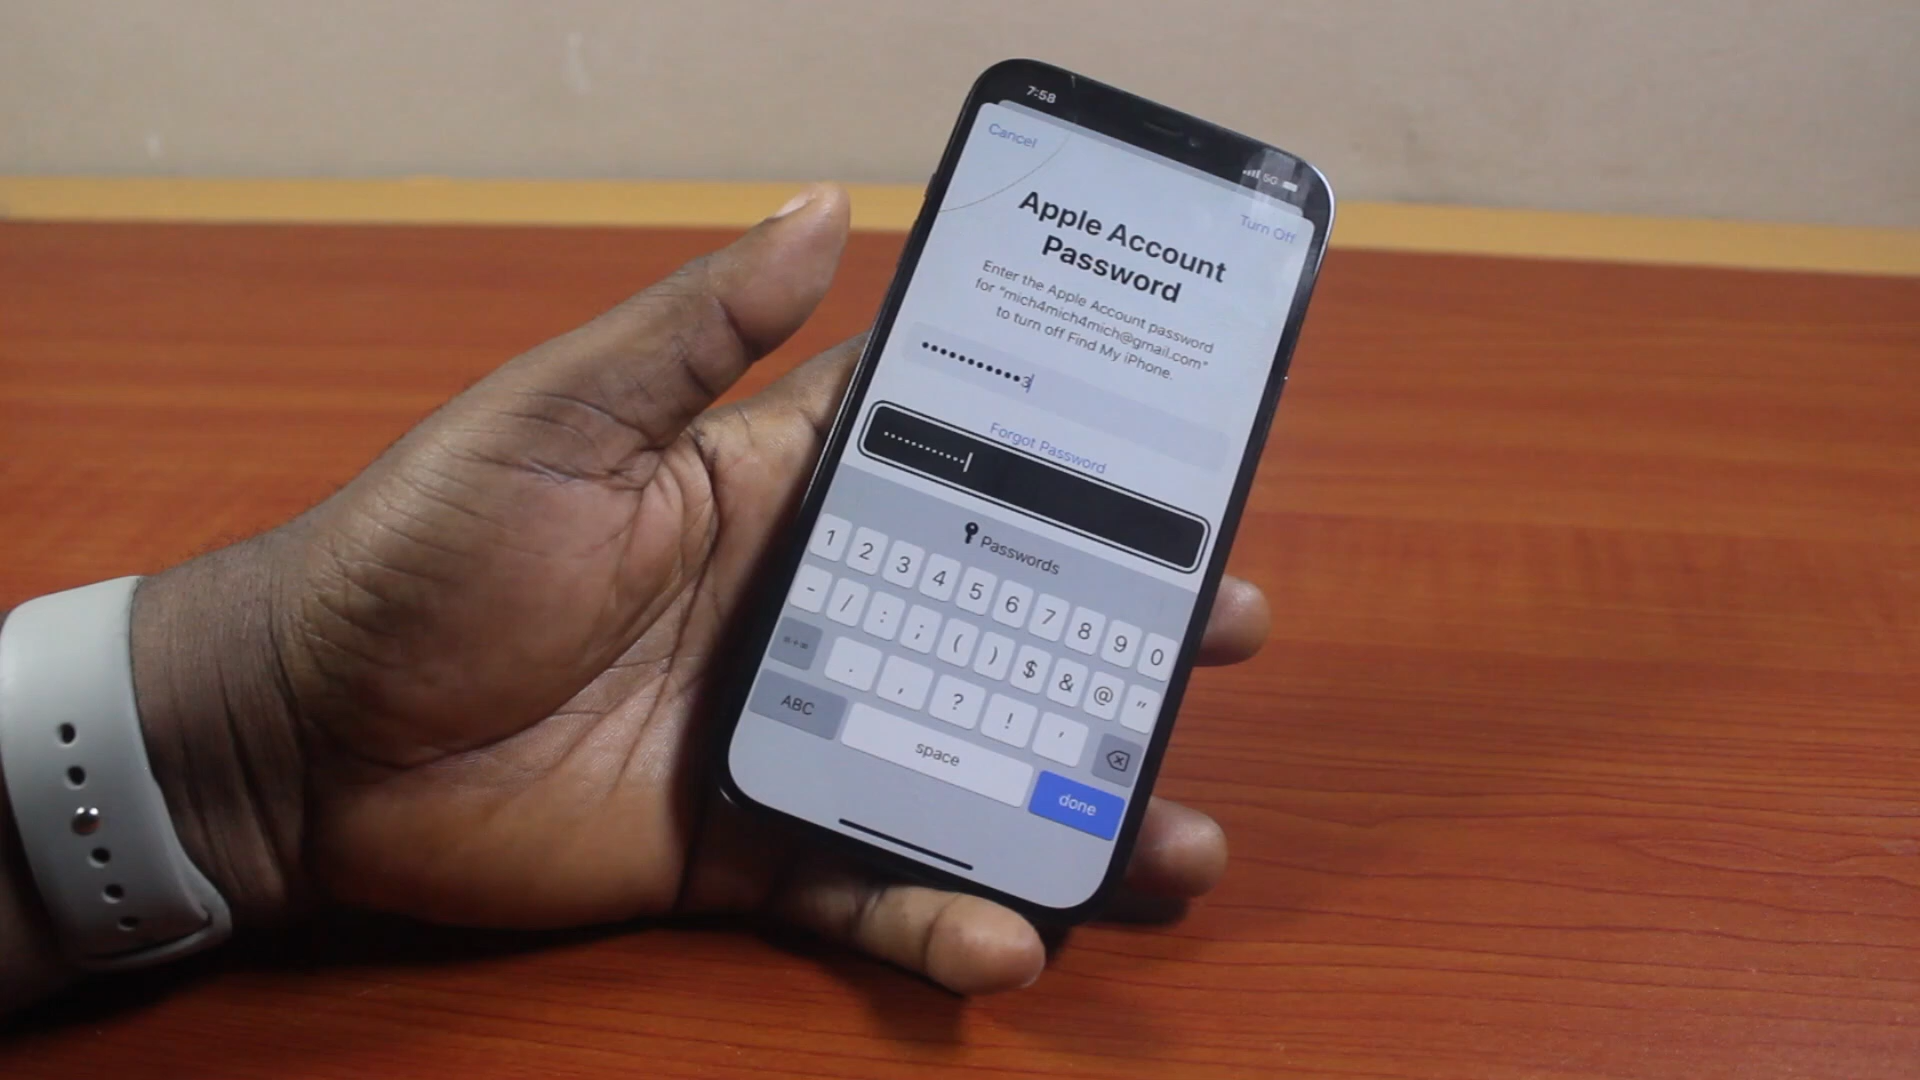 7:58
5G
Cancel
Turn Off
Apple Account
Password
Enter the Apple Account password
for "mich4mich4mich@gmail.com"
to turn off Find My iPhone.
•••••••••••3
Forgot Password
••••••••••••
Passwords
1 2 3 4 5 6 7 8 9 0
- / : ; ( ) $ & @ "
#+= . , ? ! '
ABC space done